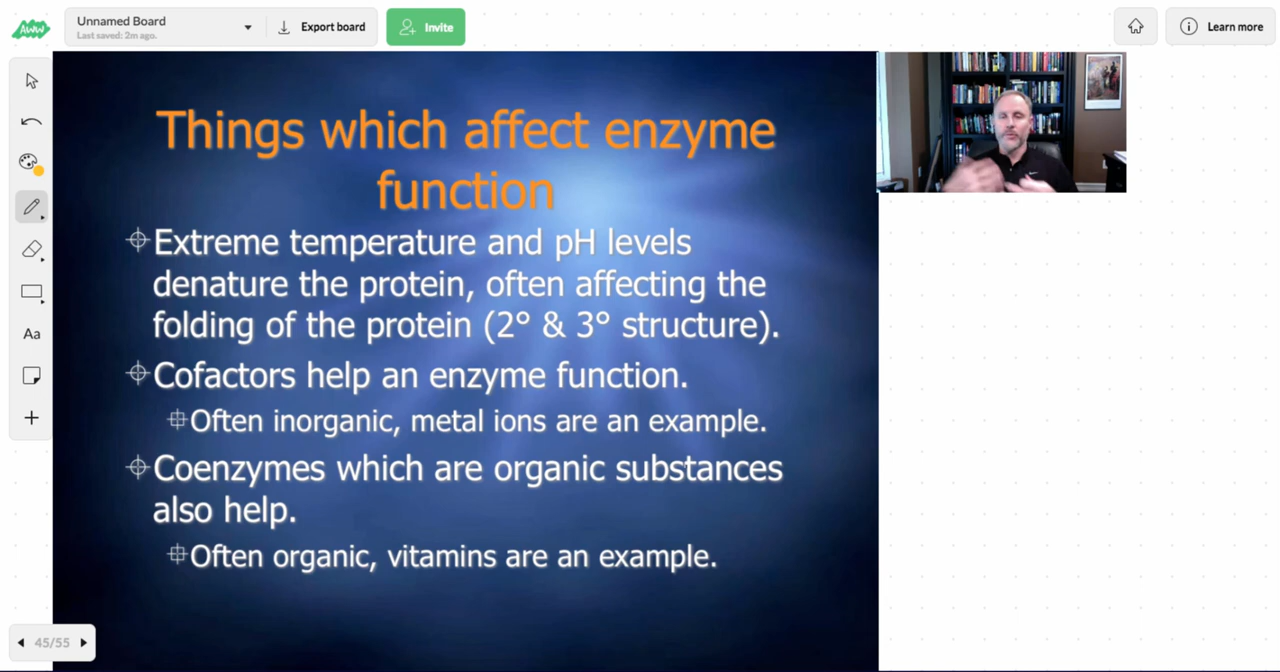 AWW
Unnamed Board
Last saved: 2m ago.
Export board
Invite
Learn more
Things which affect enzyme
function
Extreme temperature and pH levels
denature the protein, often affecting the
folding of the protein (2° & 3° structure).
Cofactors help an enzyme function.
Often inorganic, metal ions are an example.
Coenzymes which are organic substances
also help.
Often organic, vitamins are an example.
Aa
45/55